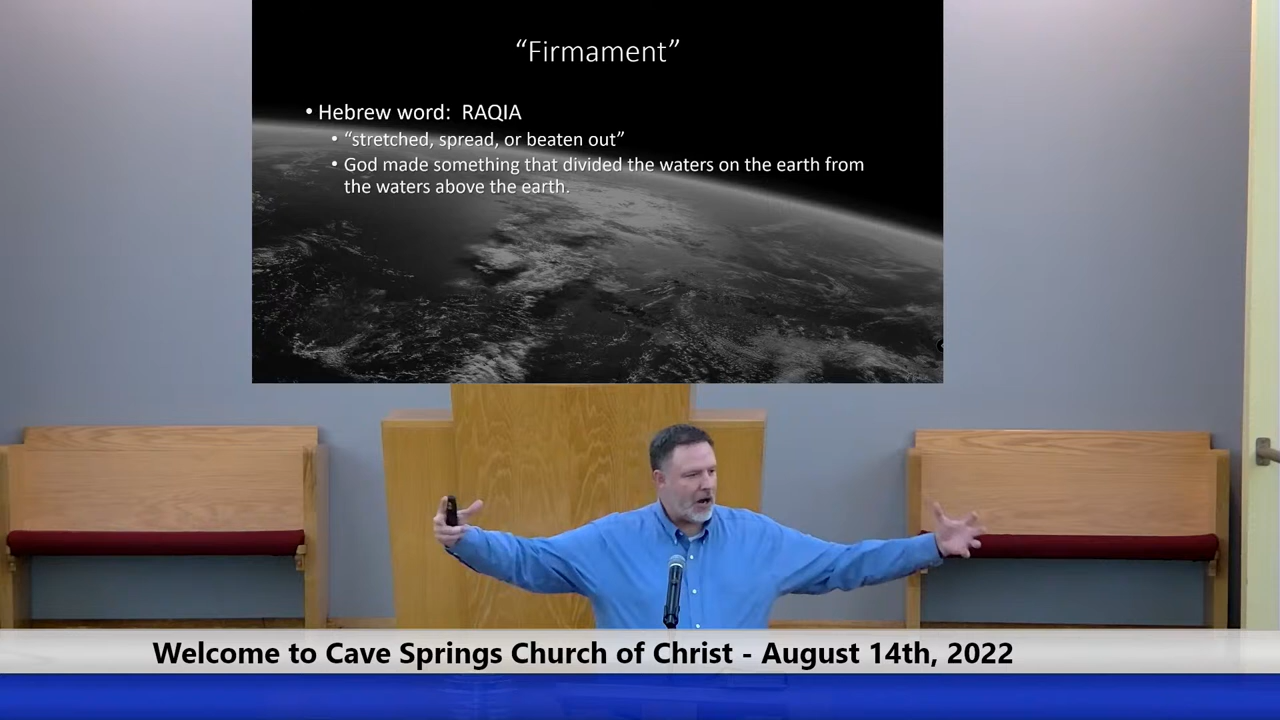 “Firmament”
• Hebrew word: RAQIA
• “stretched, spread, or beaten out”
• God made something that divided the waters on the earth from
the waters above the earth.
Welcome to Cave Springs Church of Christ - August 14th, 2022